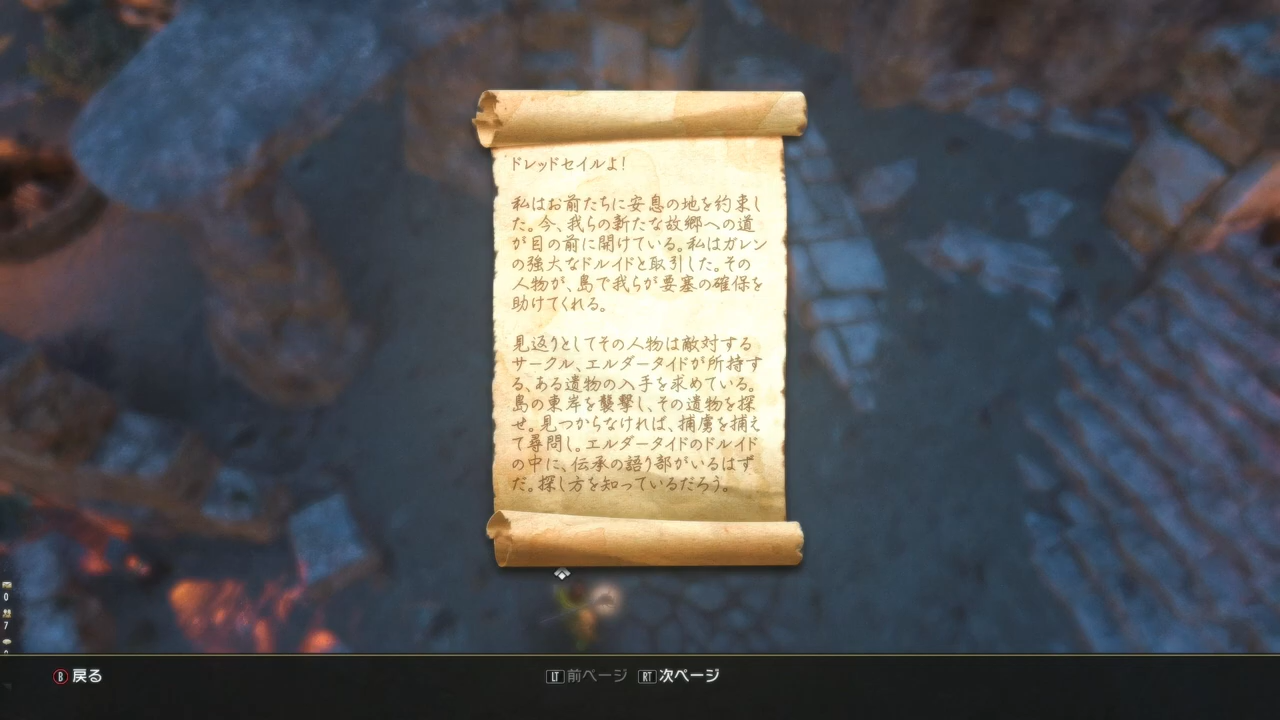 ドレッドセイルよ!
私はお前たちに安息の地を約束し
た。今、我らの新たな故郷への道
が目の前に開けている。私はガレン
の強大なドルイドと取引した。その
人物が、島で我らが要塞の確保を
助けてくれる。
見返りとしてその人物は敵対する
サークル、エルダータイドが所持す
る、ある遺物の入手を求めている。
島の東岸を襲撃し、その遺物を探
せ。見つからなければ、捕虜を捕え
て尋問し。エルダータイドのドルイド
の中に、伝承の語り部がいるはず
だ。探し方を知っているだろう。
0
7
B 戻る
LT 前ページ RT 次ページ